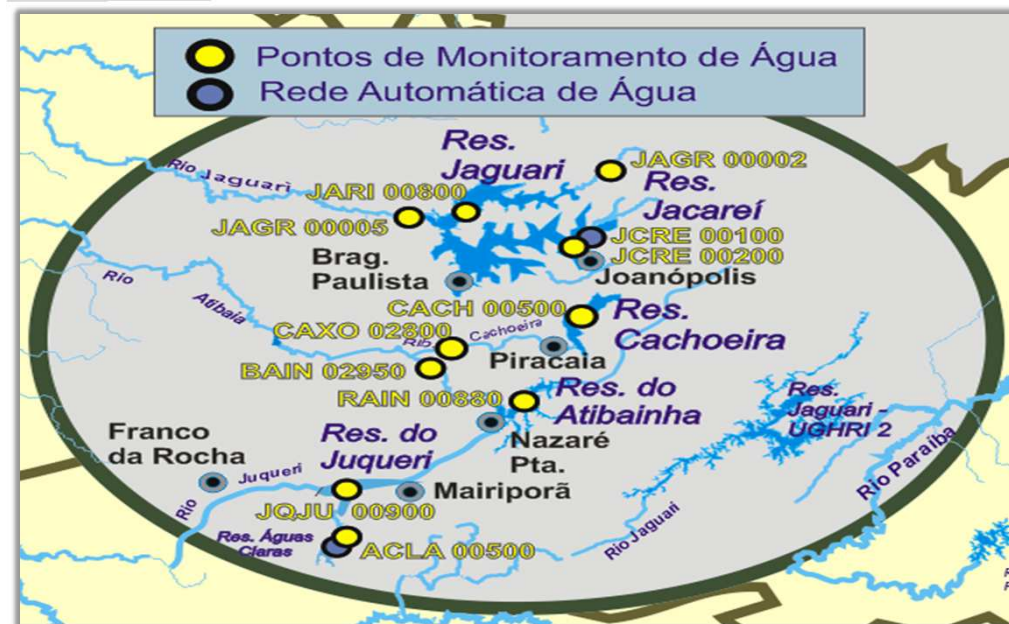 Pontos de Monitoramento de Água
Rede Automática de Água
Res.
Jaguari
JAGR 00002
Rio Jaguari
JARI 00800
Res.
Jacareí
JAGR 00005
JCRE 00100
JCRE 00200
Brag.
Paulista
Joanópolis
Rio
Atibaia
CACH 00500
Res.
Cachoeira
CAXO 02800
Rib
Cachoeira
Piracaia
BAIN 02950
RAIN 00880
Res. do
Atibainha
Res.
Jaguari -
UGHRI 2
Franco
da Rocha
Res. do
Juqueri
Nazaré
Pta.
Rio Paraíba
Rio
Juqueri
Mairiporã
JQJU 00900
Rio Jaguari
Res. Águas
Claras
ACLA 00500